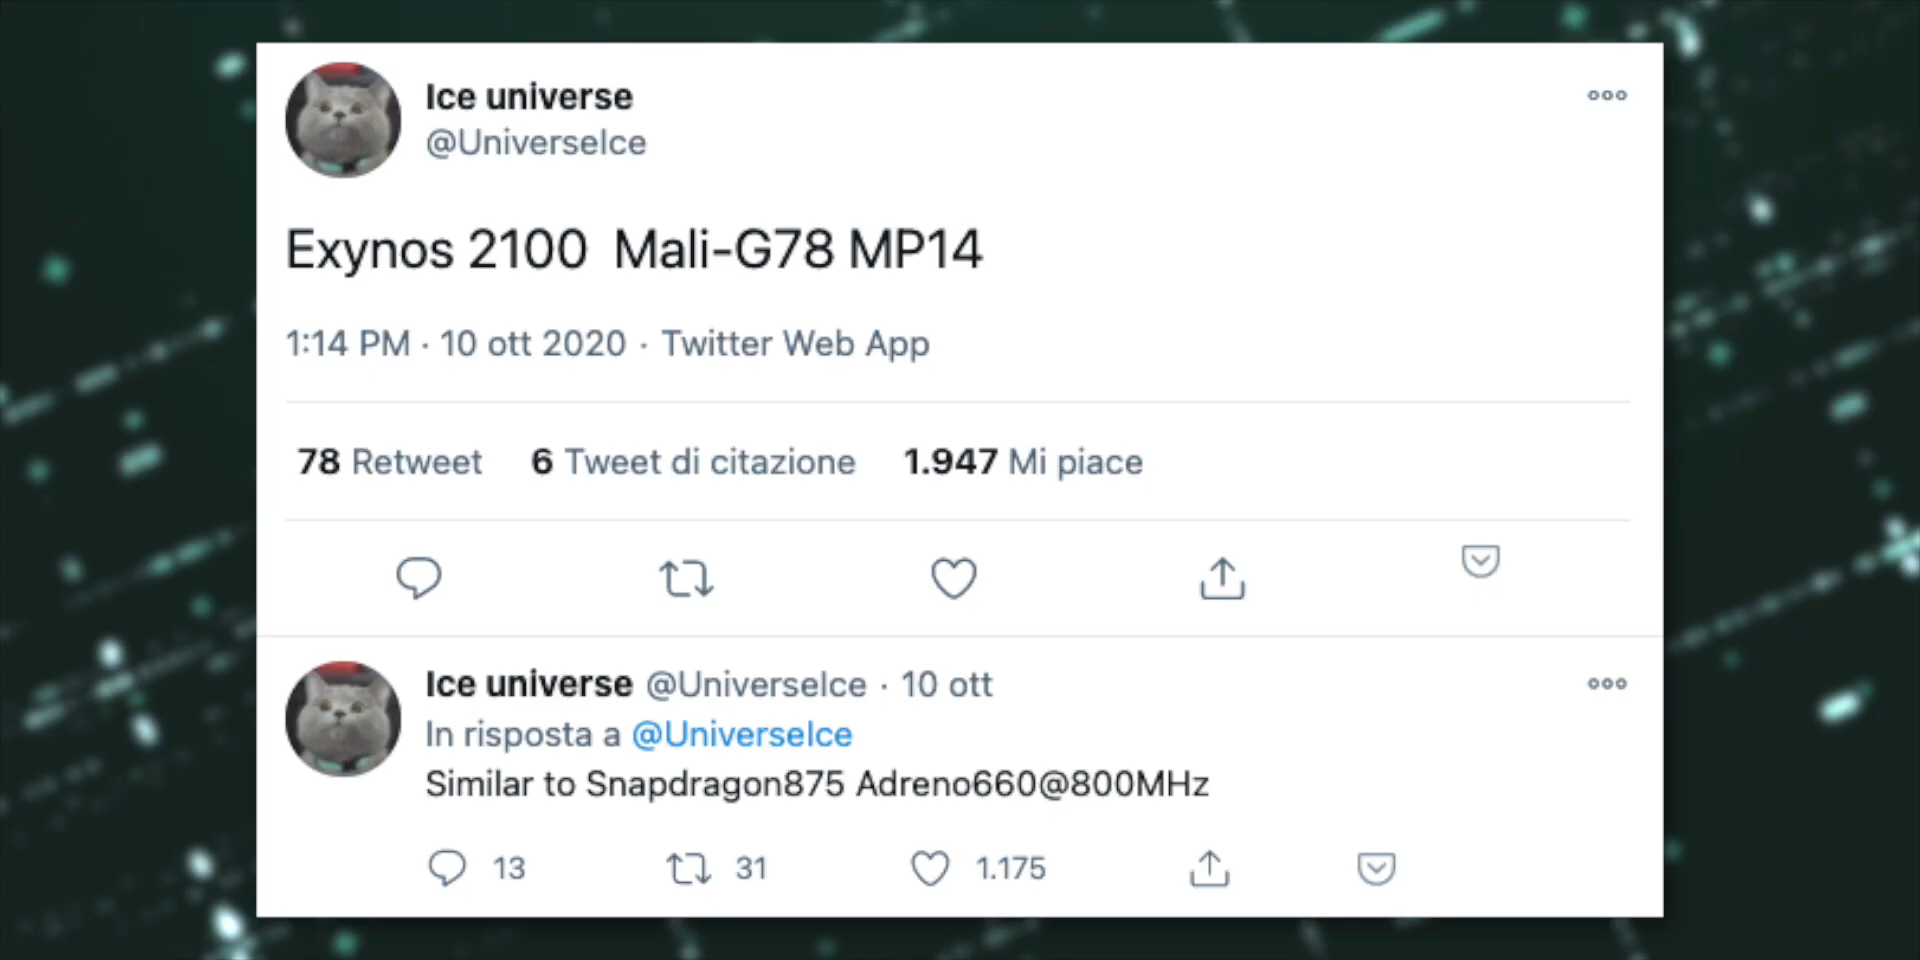 Ice universe
@UniverseIce
Exynos 2100  Mali-G78 MP14
1:14 PM · 10 ott 2020 · Twitter Web App
78 Retweet 6 Tweet di citazione 1.947 Mi piace
Ice universe @UniverseIce · 10 ott
In risposta a @UniverseIce
Similar to Snapdragon875 Adreno660@800MHz
13 31 1.175